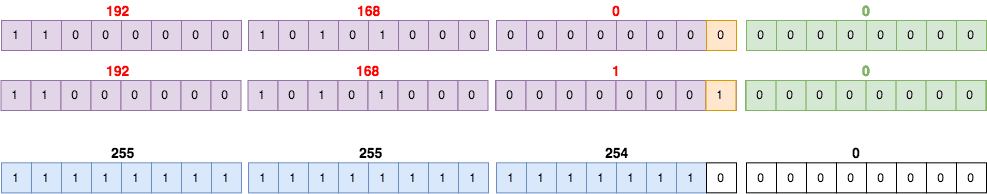 192 168 0 0
1 1 0 0 0 0 0 0 1 0 1 0 1 0 0 0 0 0 0 0 0 0 0 0 0 0 0 0 0 0 0 0
192 168 1 0
1 1 0 0 0 0 0 0 1 0 1 0 1 0 0 0 0 0 0 0 0 0 0 1 0 0 0 0 0 0 0 0
255 255 254 0
1 1 1 1 1 1 1 1 1 1 1 1 1 1 1 1 1 1 1 1 1 1 1 0 0 0 0 0 0 0 0 0